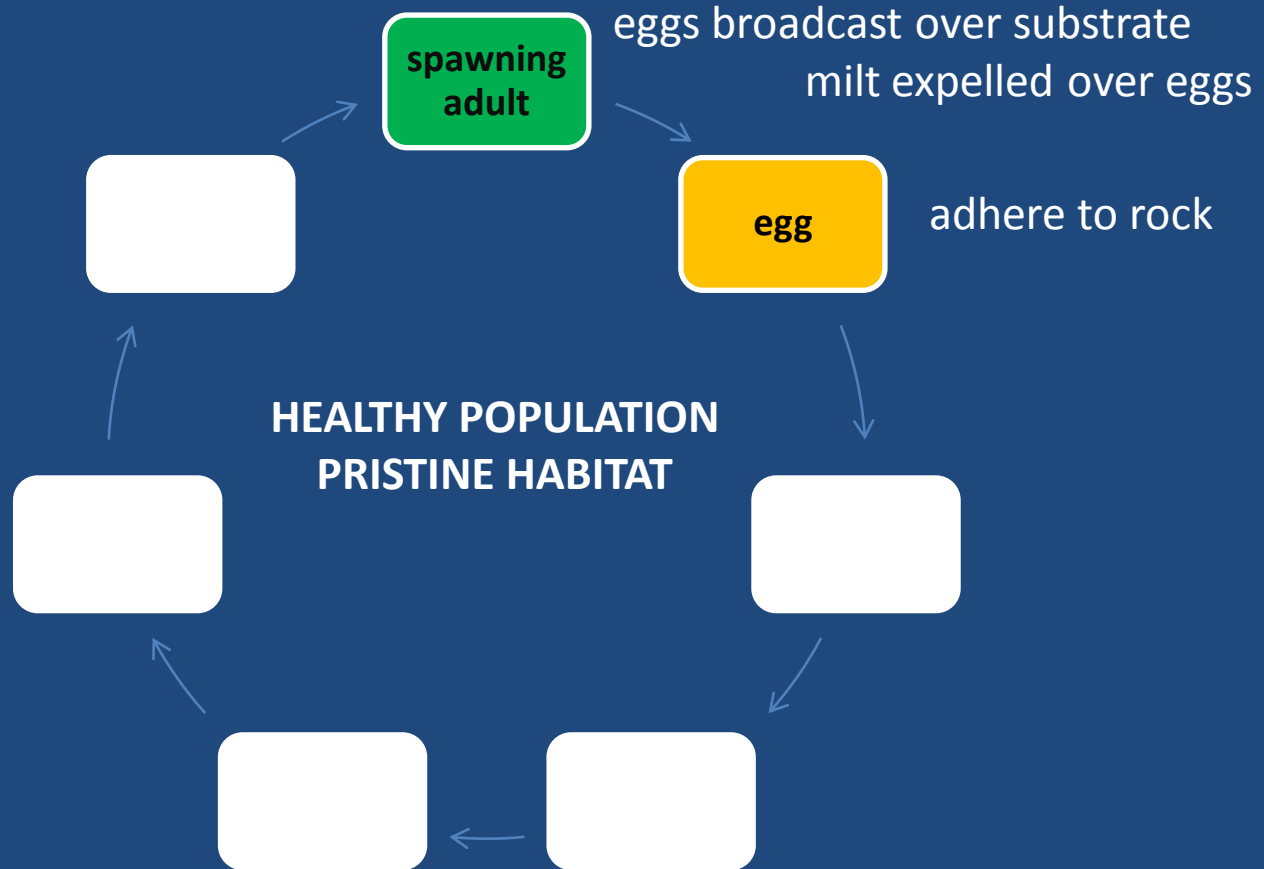 eggs broadcast over substrate
milt expelled over eggs
spawning
adult
egg
adhere to rock
HEALTHY POPULATION
PRISTINE HABITAT